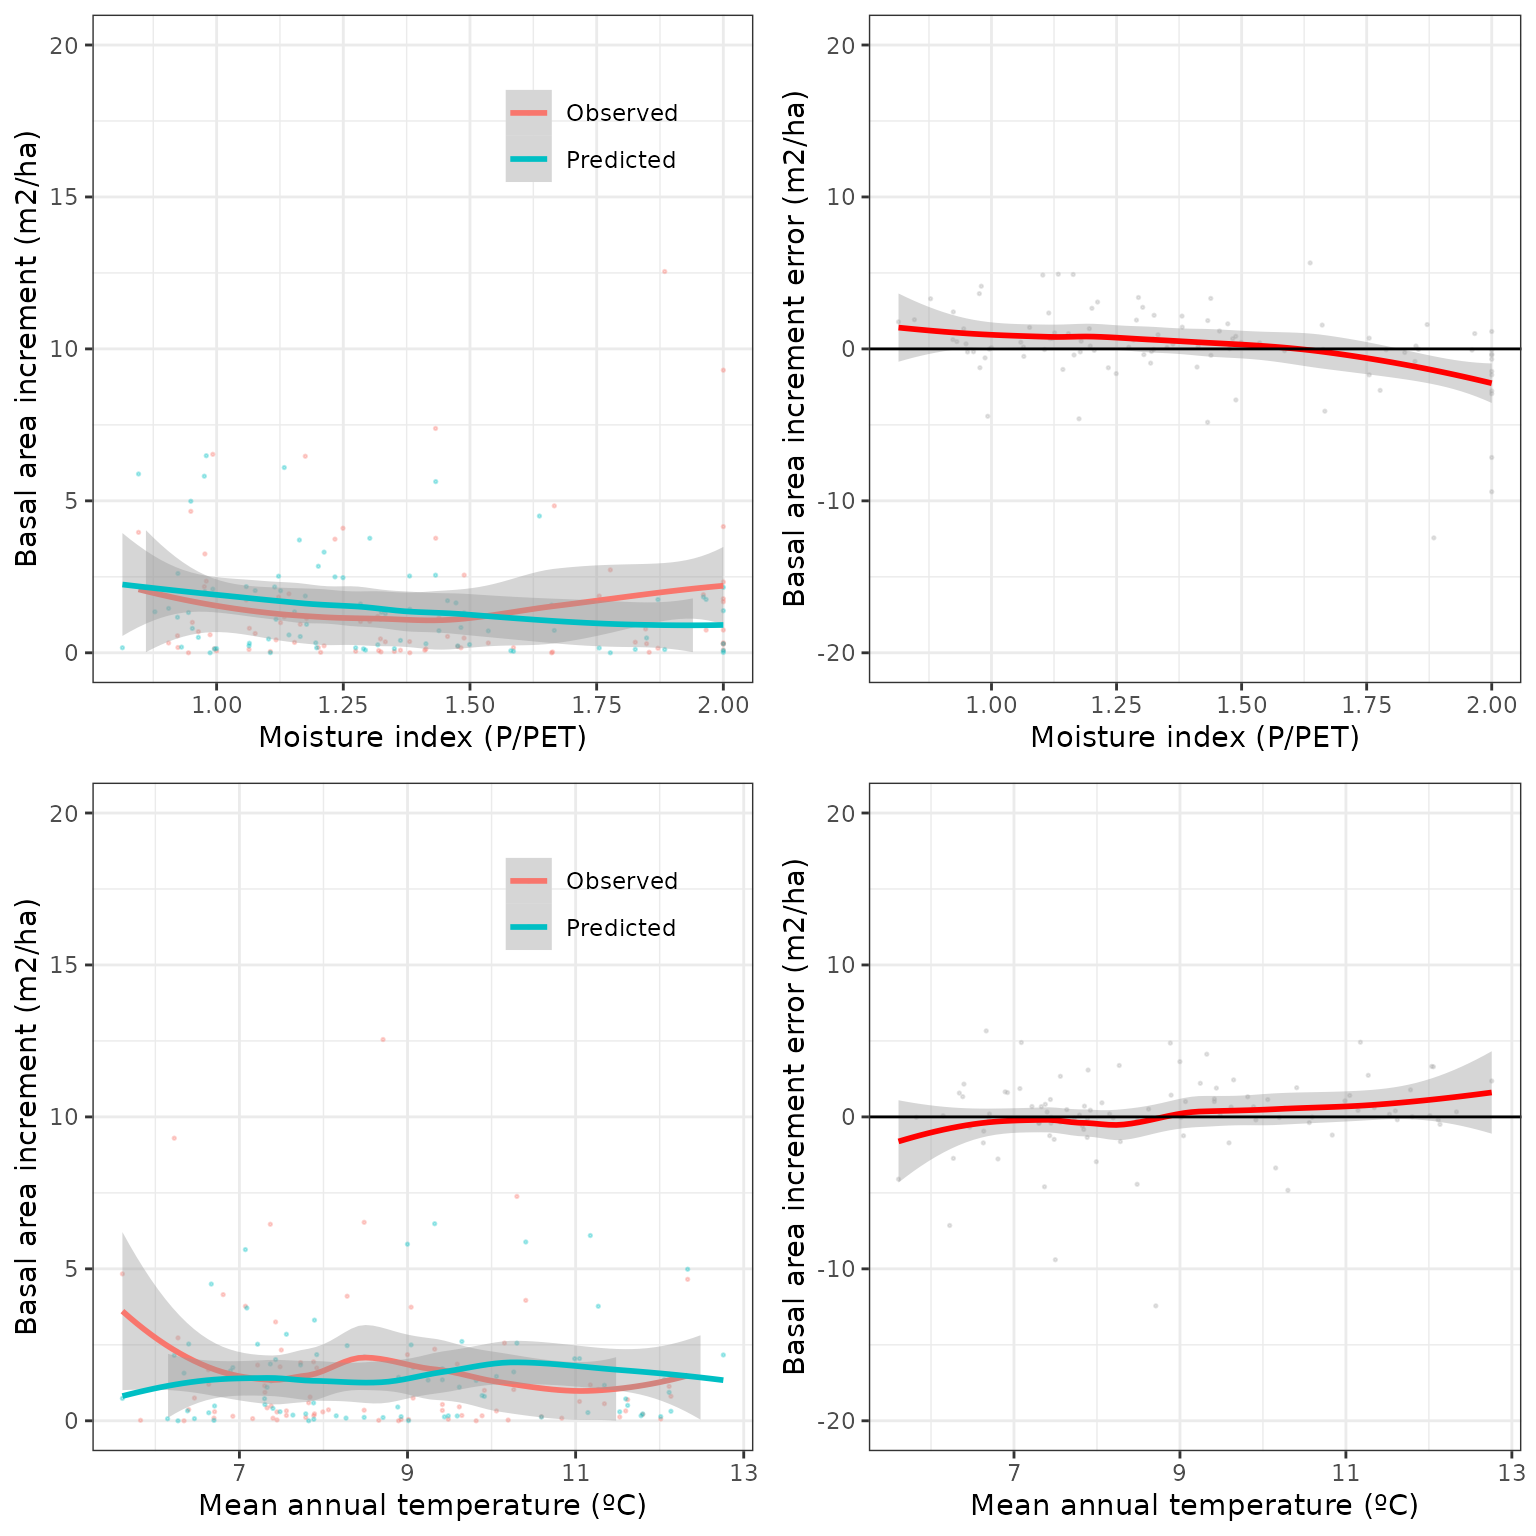 Basal area increment (m2/ha)
20
15
10
5
0
Observed
Predicted
1.00 1.25 1.50 1.75 2.00
Moisture index (P/PET)
Basal area increment error (m2/ha)
20
10
0
-10
-20
1.00 1.25 1.50 1.75 2.00
Moisture index (P/PET)
Basal area increment (m2/ha)
20
15
10
5
0
Observed
Predicted
7 9 11 13
Mean annual temperature (ºC)
Basal area increment error (m2/ha)
20
10
0
-10
-20
7 9 11 13
Mean annual temperature (ºC)